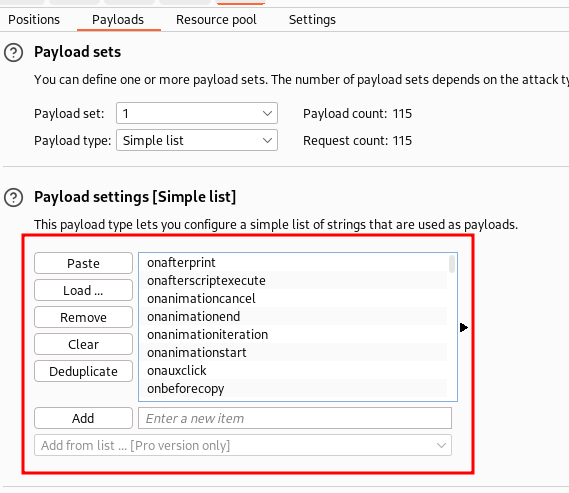 Positions Payloads Resource pool Settings
? Payload sets
You can define one or more payload sets. The number of payload sets depends on the attack ty
Payload set: 1 Payload count: 115
Payload type: Simple list Request count: 115
? Payload settings [Simple list]
This payload type lets you configure a simple list of strings that are used as payloads.
Paste
Load ...
Remove
Clear
Deduplicate
onafterprint
onafterscriptexecute
onanimationcancel
onanimationend
onanimationiteration
onanimationstart
onauxclick
onbeforecopy
Add Enter a new item
Add from list ... [Pro version only]